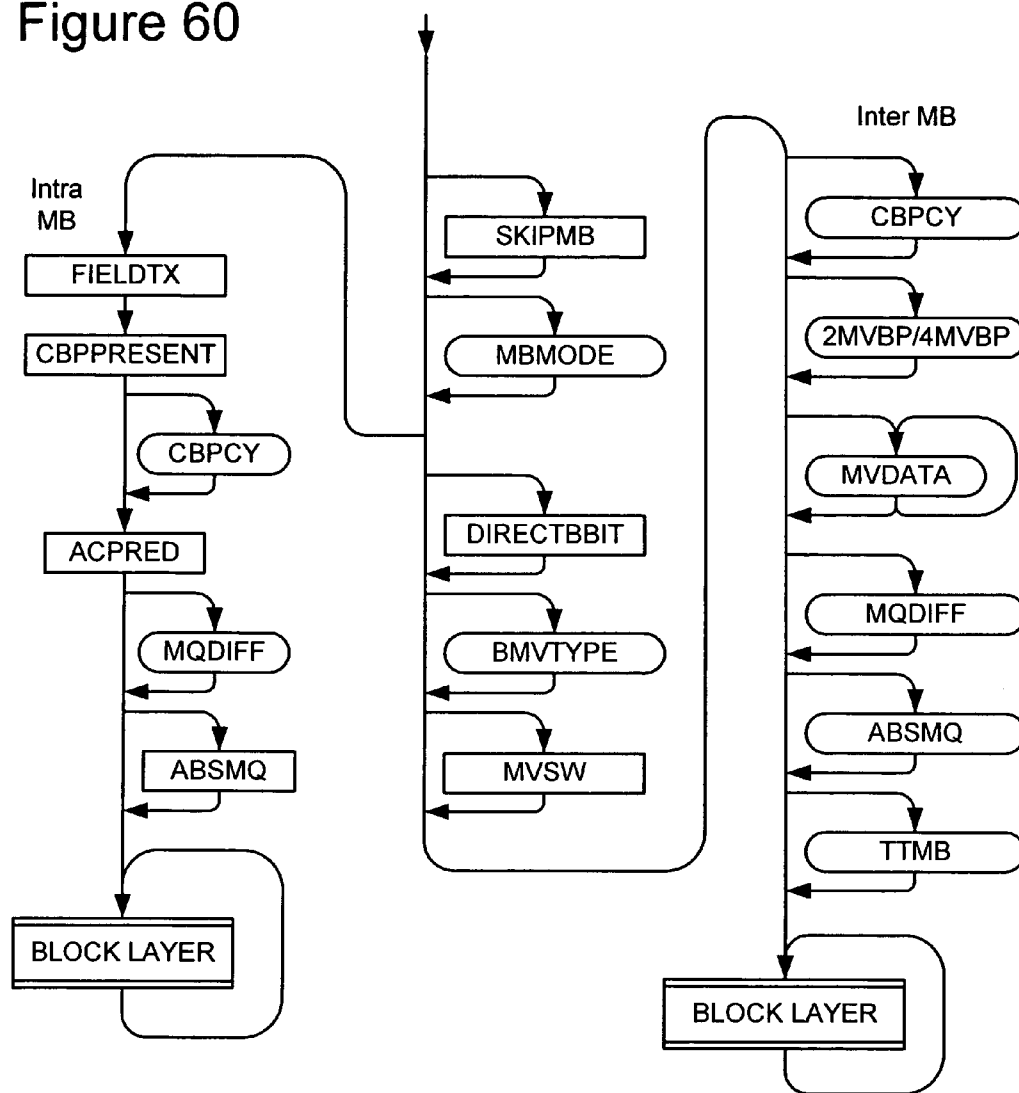 Figure 60
Intra
MB
FIELDTX
CBPPRESENT
CBPCY
ACPRED
MQDIFF
ABSMQ
BLOCK LAYER
SKIPMB
MBMODE
DIRECTBBIT
BMVTYPE
MVSW
Inter MB
CBPCY
2MVBP/4MVBP
MVDATA
MQDIFF
ABSMQ
TTMB
BLOCK LAYER